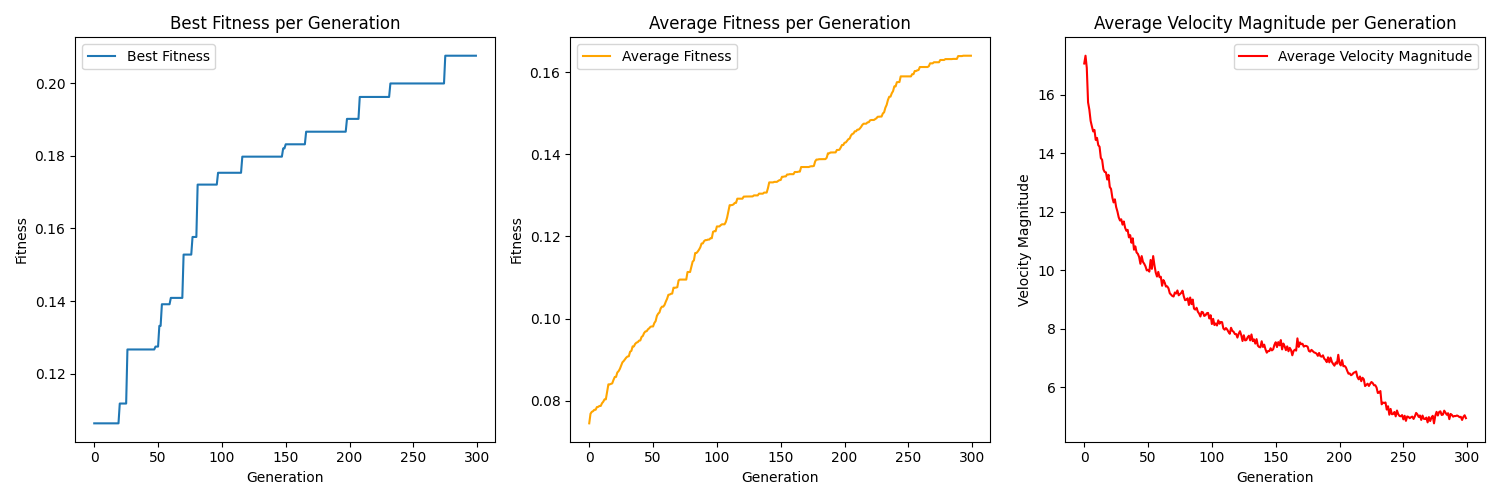 Best Fitness per Generation
Best Fitness
0.20
0.18
0.16
0.14
0.12
Fitness
0 50 100 150 200 250 300
Generation
Average Fitness per Generation
Average Fitness
0.16
0.14
0.12
0.10
0.08
Fitness
0 50 100 150 200 250 300
Generation
Average Velocity Magnitude per Generation
Average Velocity Magnitude
16
14
12
10
8
6
Velocity Magnitude
0 50 100 150 200 250 300
Generation